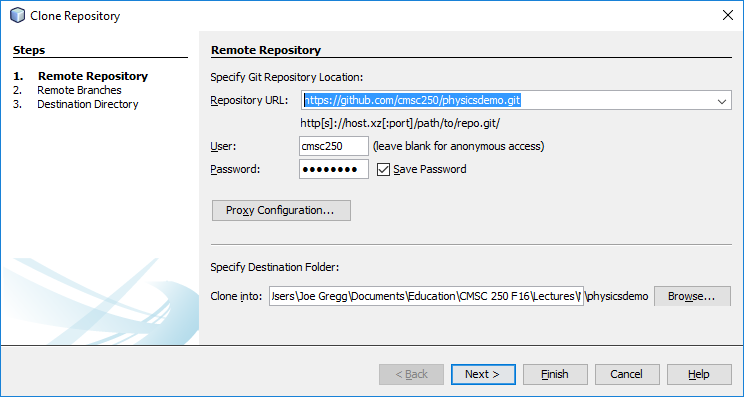 Clone Repository
Steps
1. Remote Repository
2. Remote Branches
3. Destination Directory
Remote Repository
Specify Git Repository Location:
Repository URL: https://github.com/cmsc250/physicsdemo.git
http[s]://host.xz[:port]/path/to/repo.git/
User: cmsc250 (leave blank for anonymous access)
Password: ●●●●●●●● Save Password
Proxy Configuration...
Specify Destination Folder:
Clone into: Jsers\Joe Gregg\Documents\Education\CMSC 250 F16\Lectures\ \physicsdemo Browse...
< Back Next > Finish Cancel Help